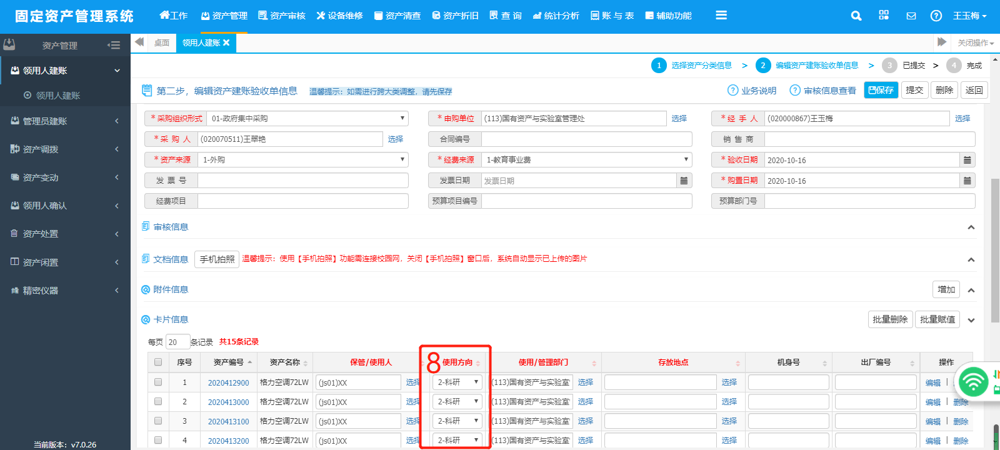 固定资产管理系统 工作 资产管理 资产审核 设备维修 资产清查 资产折旧 查 询 统计分析 账 与 表 辅助功能 王玉梅
资产管理 桌面 领用人建账 关闭操作
领用人建账
领用人建账
管理员建账
资产调拨
资产变动
领用人确认
资产处置
资产闲置
精密仪器
当前版本：v7.0.26
1 选择资产分类信息 > 2 编辑资产建账验收单信息 > 3 已提交 > 4 完成
第二步，编辑资产建账验收单信息 温馨提示：如需进行跨大类调整，请先保存 业务说明 审核信息查看 保存 提交 删除 返回
* 采购组织形式 01-政府集中采购 * 申购单位 (113)国有资产与实验室管理处 选择 * 经 手 人 (020000867)王玉梅 选择
* 采 购 人 (020070511)王翠艳 选择 合同编号 销 售 商
* 资产来源 1-外购 * 经费来源 1-教育事业费 * 验收日期 2020-10-16
发 票 号 发票日期 发票日期 * 购置日期 2020-10-16
经费项目 预算项目编号 预算部门号
审核信息
文档信息 手机拍照 温馨提示：使用【手机拍照】功能需连接校园网，关闭【手机拍照】窗口后，系统自动显示已上传的图片
附件信息 增加
卡片信息 批量删除 批量赋值
每页 20 条记录 共15条记录
序号 资产编号 资产名称 保管/使用人 8 使用方向 使用/管理部门 存放地点 机身号 出厂编号 操作
1 2020412900 格力空调72LW (js01)XX 选择 2-科研 (113)国有资产与实验室 选择 编辑 |
2 2020413000 格力空调72LW (js01)XX 选择 2-科研 (113)国有资产与实验室 选择 编辑 | 删除
3 2020413100 格力空调72LW (js01)XX 选择 2-科研 (113)国有资产与实验室 选择 编辑 | 删除
4 2020413200 格力空调72LW (js01)XX 选择 2-科研 (113)国有资产与实验室 选择 编辑 | 删除